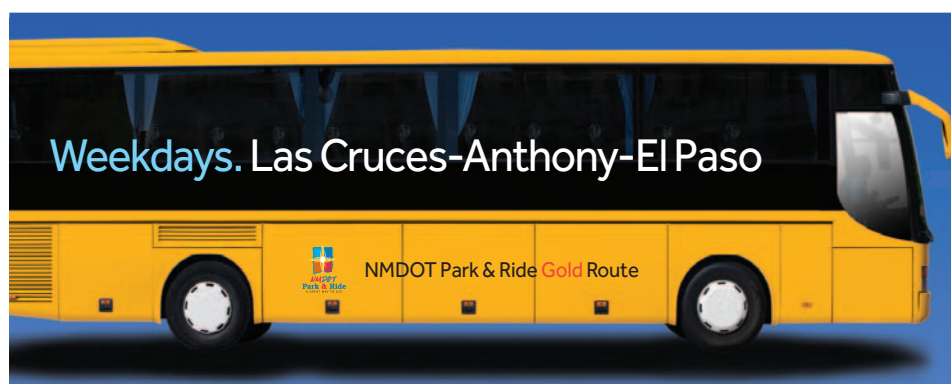 Weekdays. Las Cruces-Anthony-El Paso
NMDOT Park & Ride Gold Route
NMDOT
Park & Ride